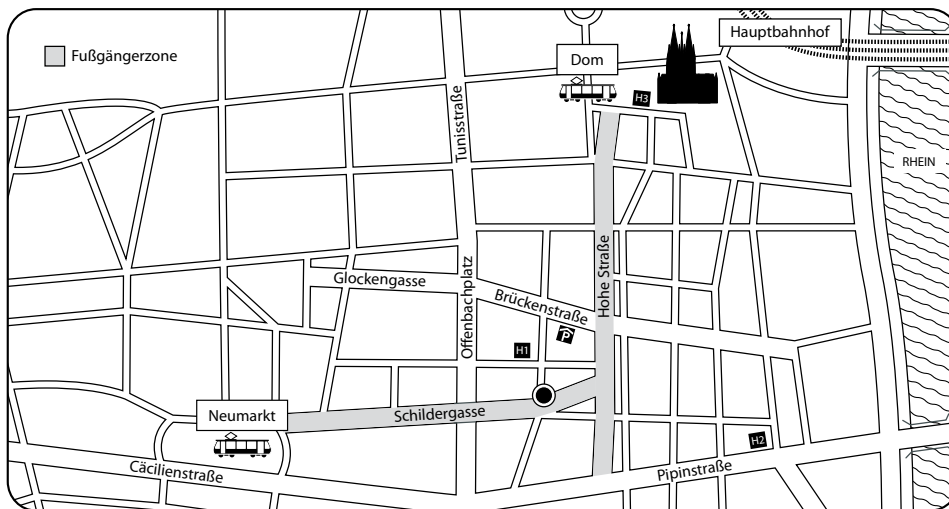 Hauptbahnhof
Fußgängerzone
Dom
H3
Tunisstraße
RHEIN
Glockengasse
Offenbachplatz
Brückenstraße
Hohe Straße
P
H1
Neumarkt
Schildergasse
H2
Cäcilienstraße
Pipinstraße